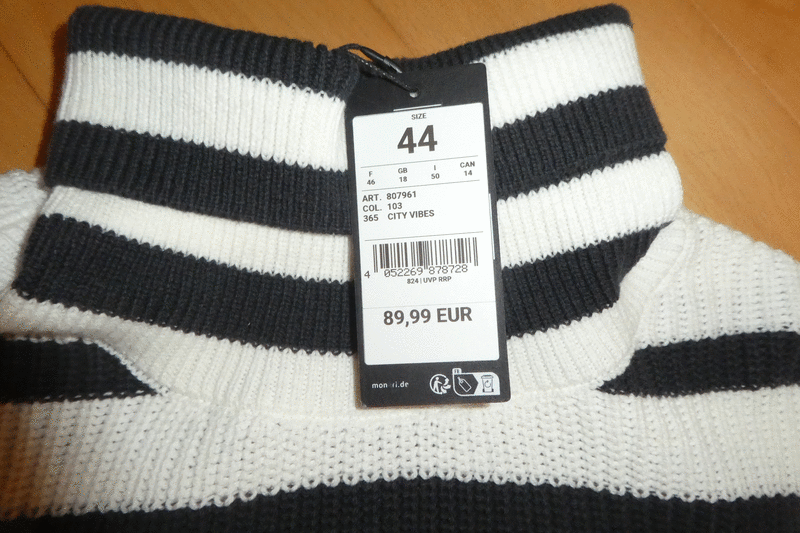 SIZE
44
F GB I CAN
46 18 50 14
ART. 807961
COL. 103
365 CITY VIBES
4 052269 878728
824 | UVP RRP
89,99 EUR
FR